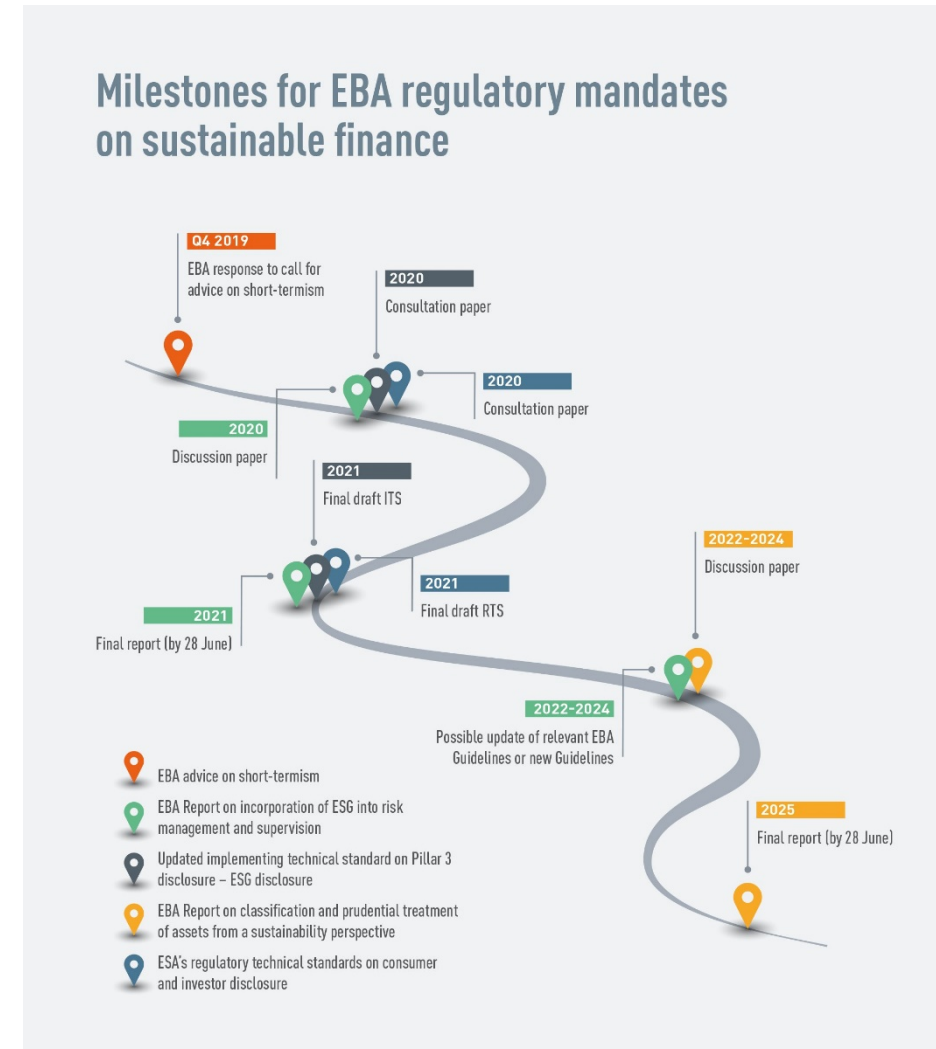 Milestones for EBA regulatory mandates
on sustainable finance
Q4 2019
EBA response to call for
advice on short-termism
2020
Consultation paper
2020
Consultation paper
2020
Discussion paper
2021
Final draft ITS
2021
Final draft RTS
2021
Final report (by 28 June)
2022-2024
Discussion paper
2022-2024
Possible update of relevant EBA
Guidelines or new Guidelines
2025
Final report (by 28 June)
EBA advice on short-termism
EBA Report on incorporation of ESG into risk
management and supervision
Updated implementing technical standard on Pillar 3
disclosure – ESG disclosure
EBA Report on classification and prudential treatment
of assets from a sustainability perspective
ESA's regulatory technical standards on consumer
and investor disclosure